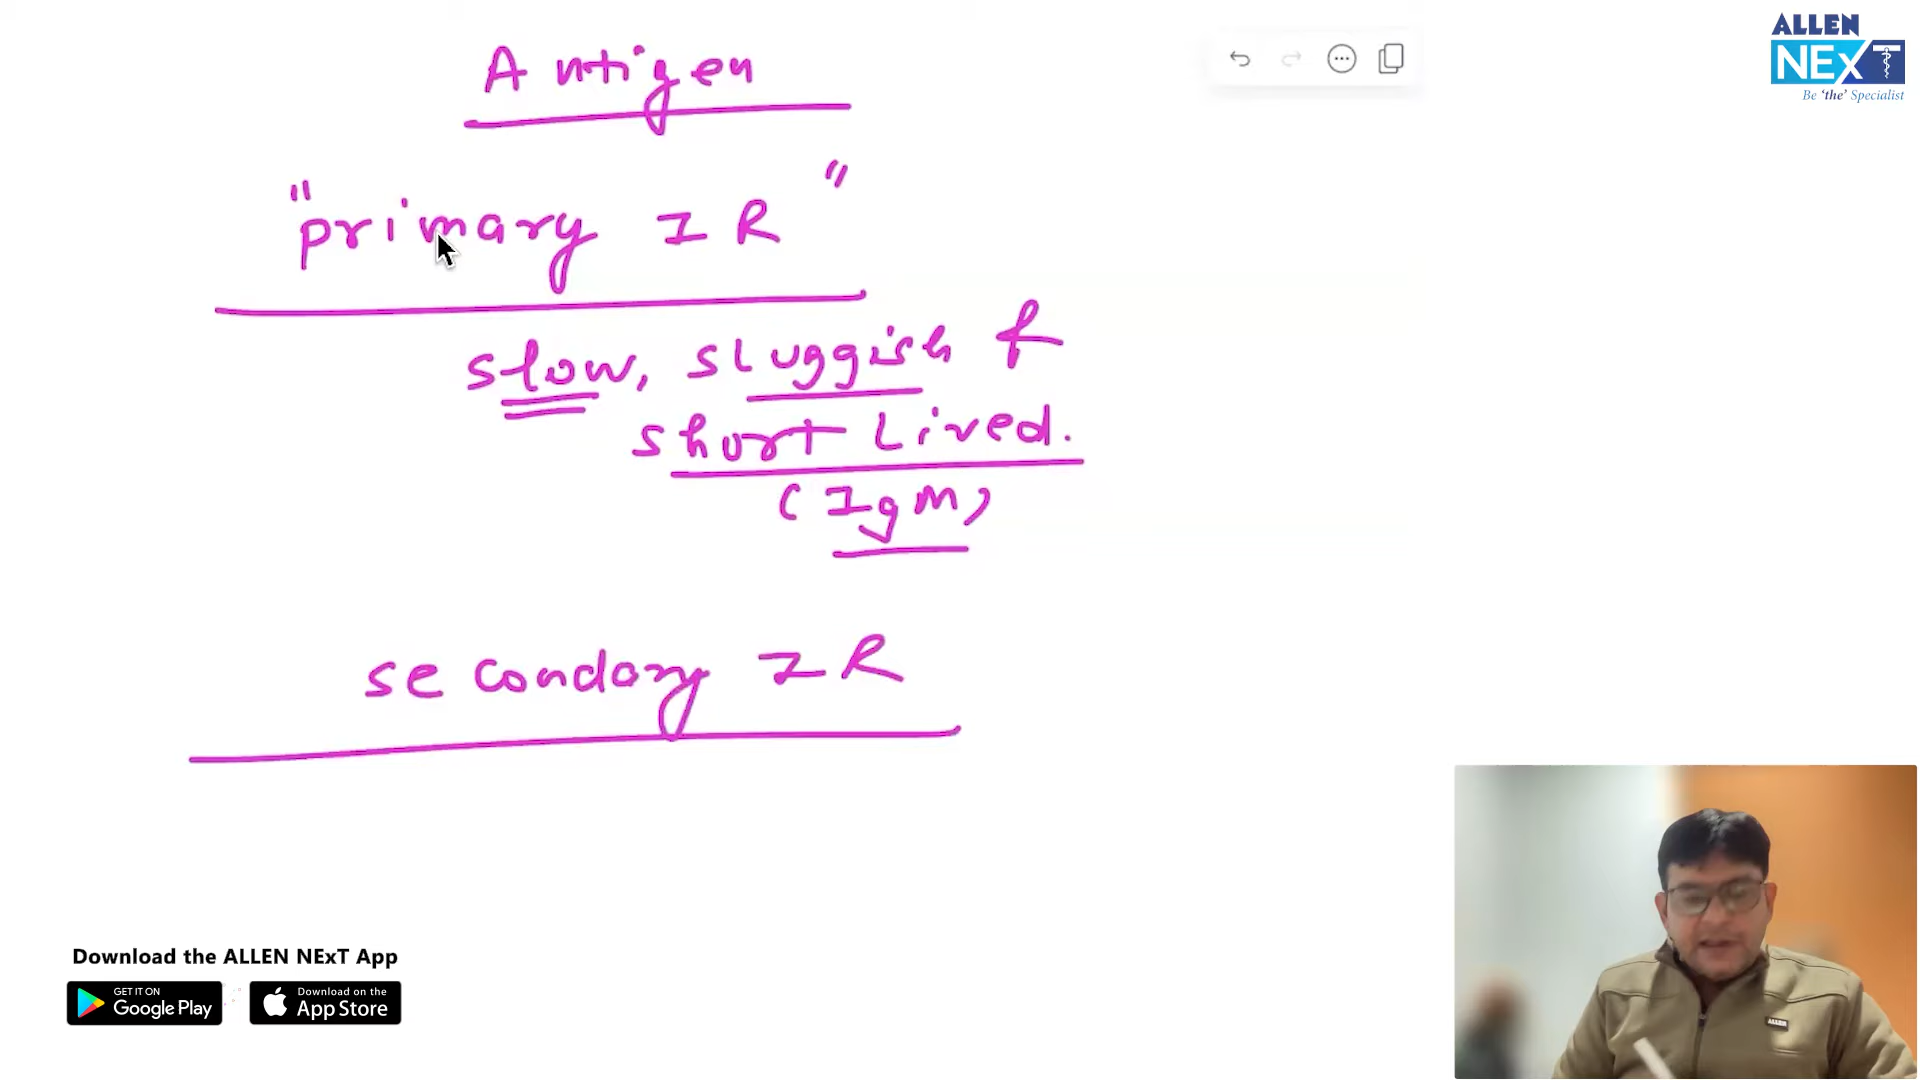 Antigen
"primary IR"
slow, sluggish &
short Lived.
(IgM)
secondary IR
ALLEN
NEXT
Be 'the' Specialist
Download the ALLEN NExT App
GET IT ON
Google Play
Download on the
App Store
ALLEN